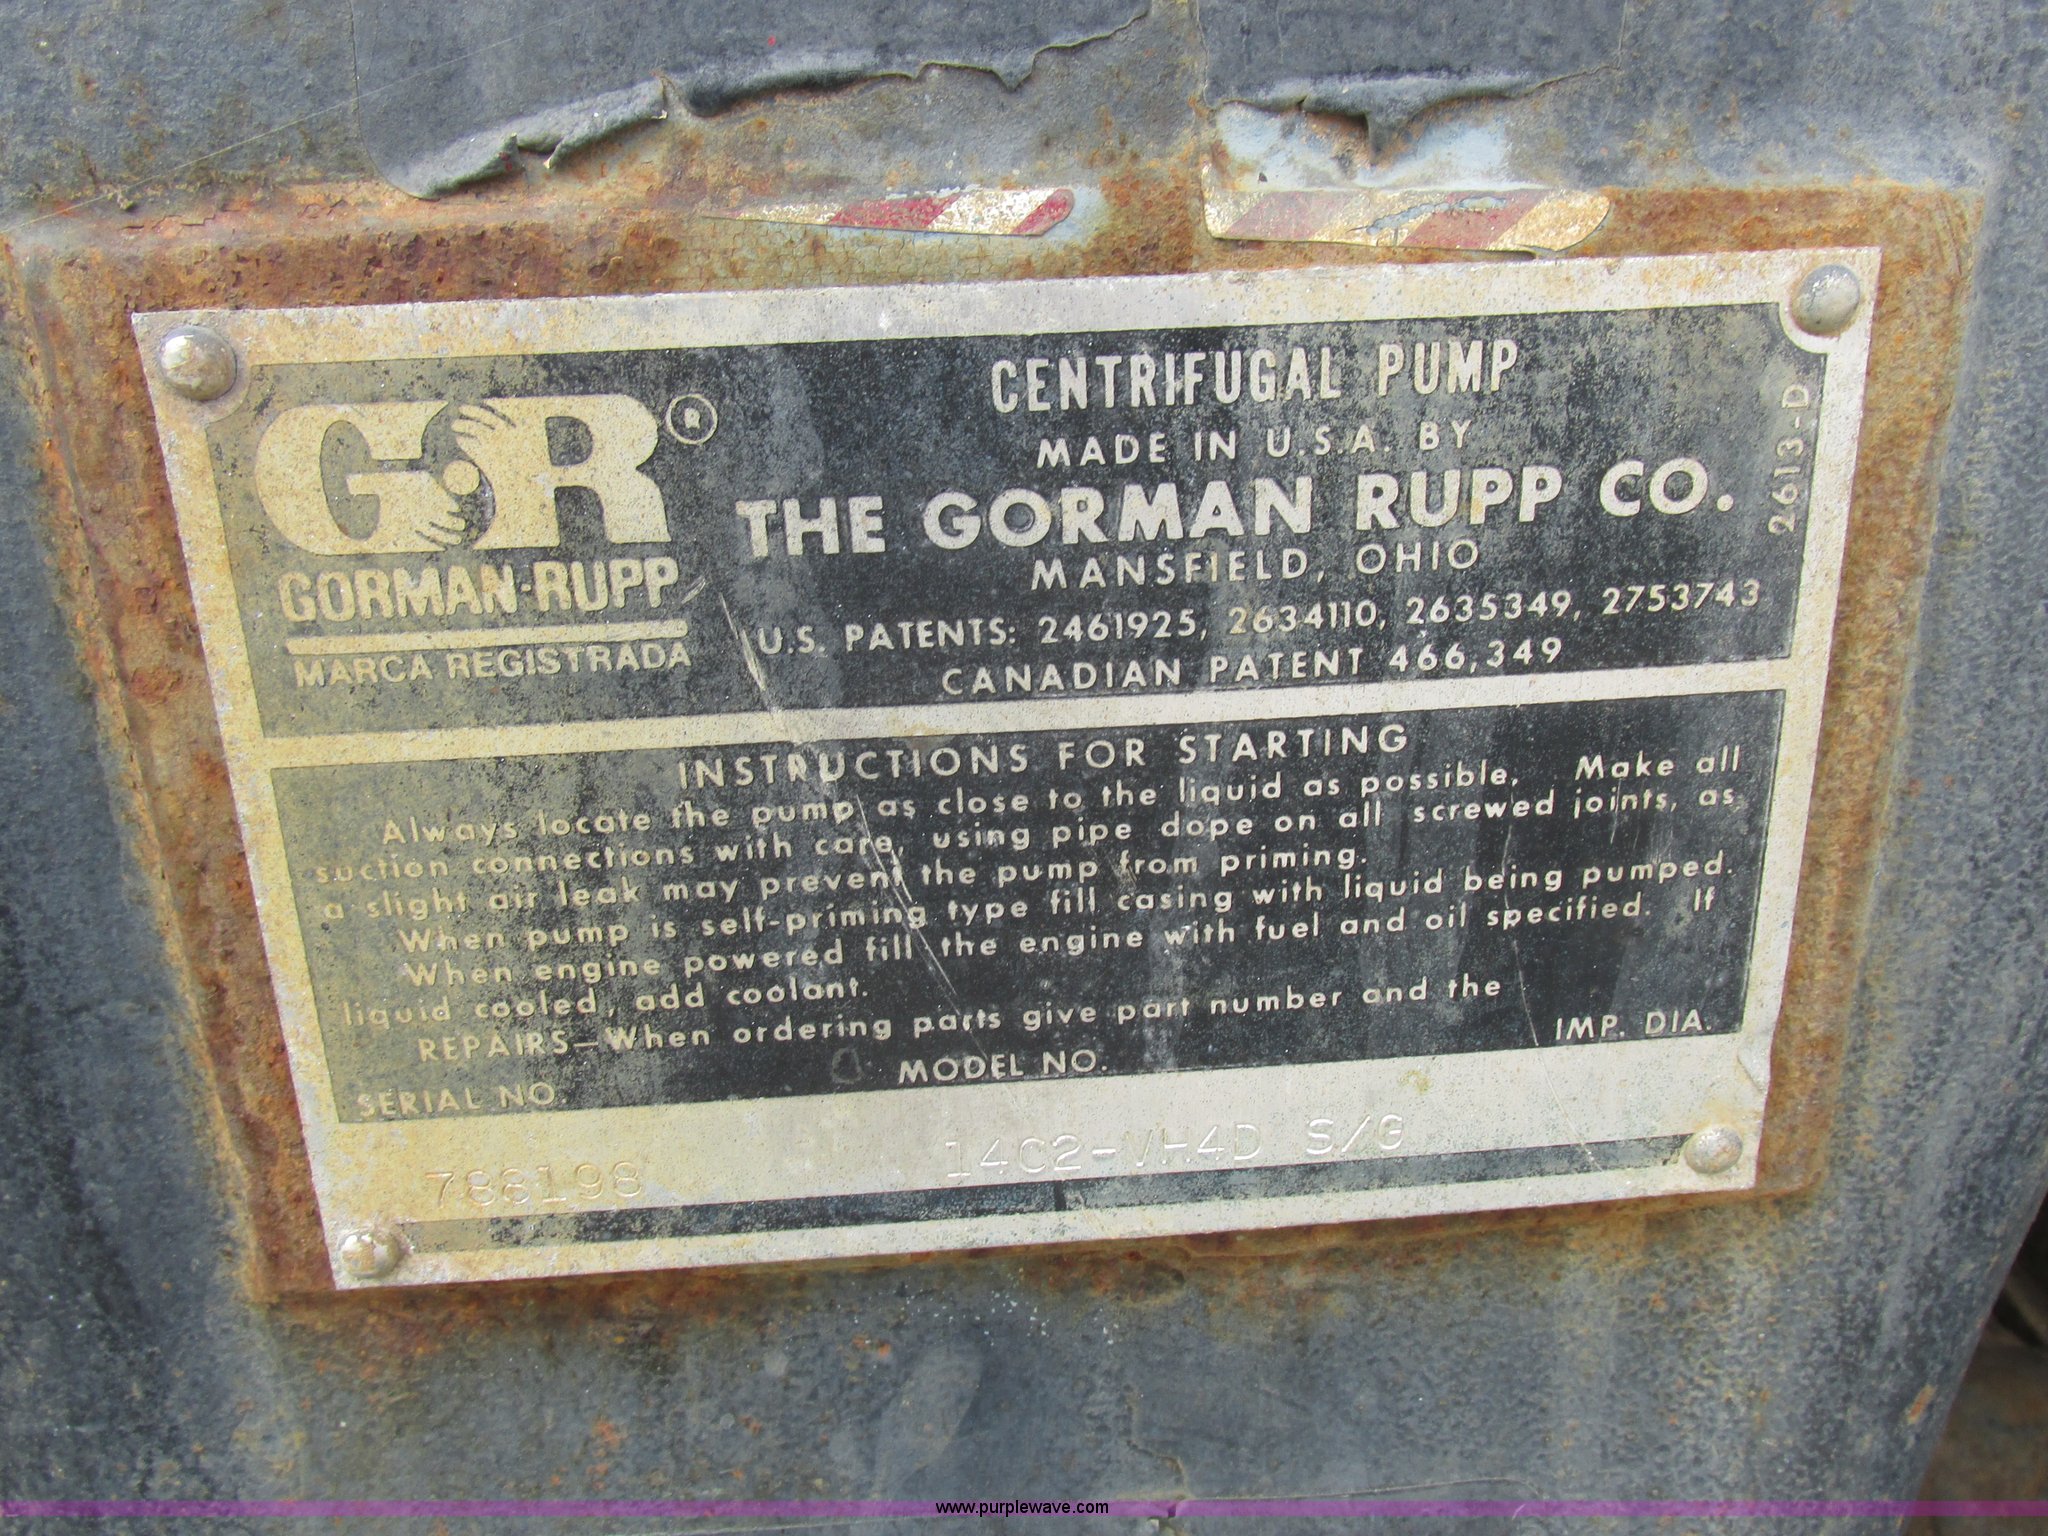 GR®
GORMAN-RUPP
MARCA REGISTRADA
CENTRIFUGAL PUMP
MADE IN U.S.A. BY
THE GORMAN RUPP CO.
MANSFIELD, OHIO
U.S. PATENTS: 2461925, 2634110, 2635349, 2753743
CANADIAN PATENT 466,349
2613-D
INSTRUCTIONS FOR STARTING
Always locate the pump as close to the liquid as possible. Make all
suction connections with care, using pipe dope on all screwed joints, as
a slight air leak may prevent the pump from priming.
When pump is self-priming type fill casing with liquid being pumped.
When engine powered fill the engine with fuel and oil specified. If
liquid cooled, add coolant.
REPAIRS—When ordering parts give part number and the
SERIAL NO. MODEL NO. IMP. DIA.
788198 14C2-VH4D S/G
www.purplewave.com